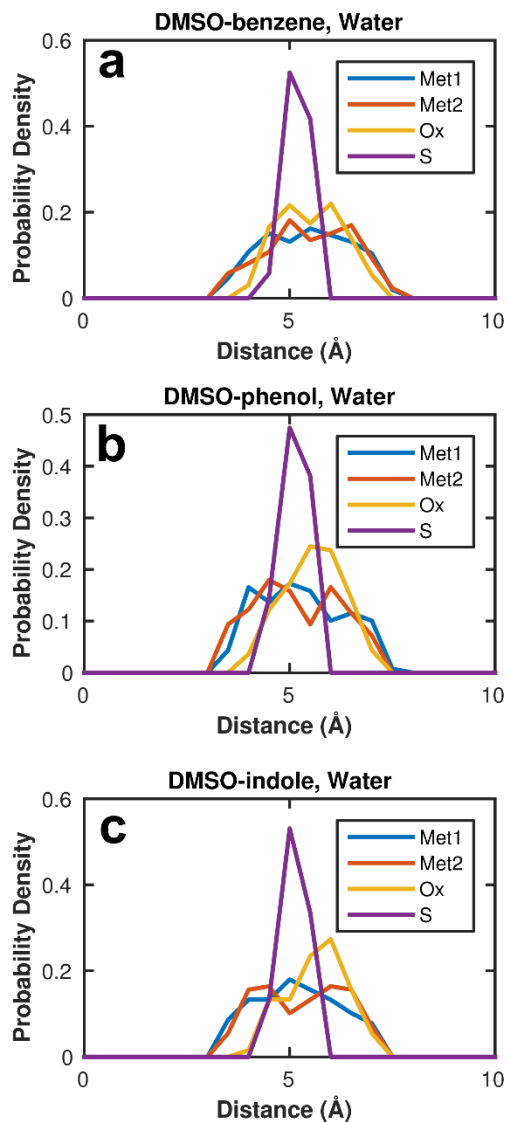 DMSO-benzene, Water
a
Probability Density
0.6
0.4
0.2
0
Met1
Met2
Ox
S
0 5 10
Distance (Å)
DMSO-phenol, Water
b
Probability Density
0.5
0.4
0.3
0.2
0.1
0
Met1
Met2
Ox
S
0 5 10
Distance (Å)
DMSO-indole, Water
c
Probability Density
0.6
0.4
0.2
0
Met1
Met2
Ox
S
0 5 10
Distance (Å)